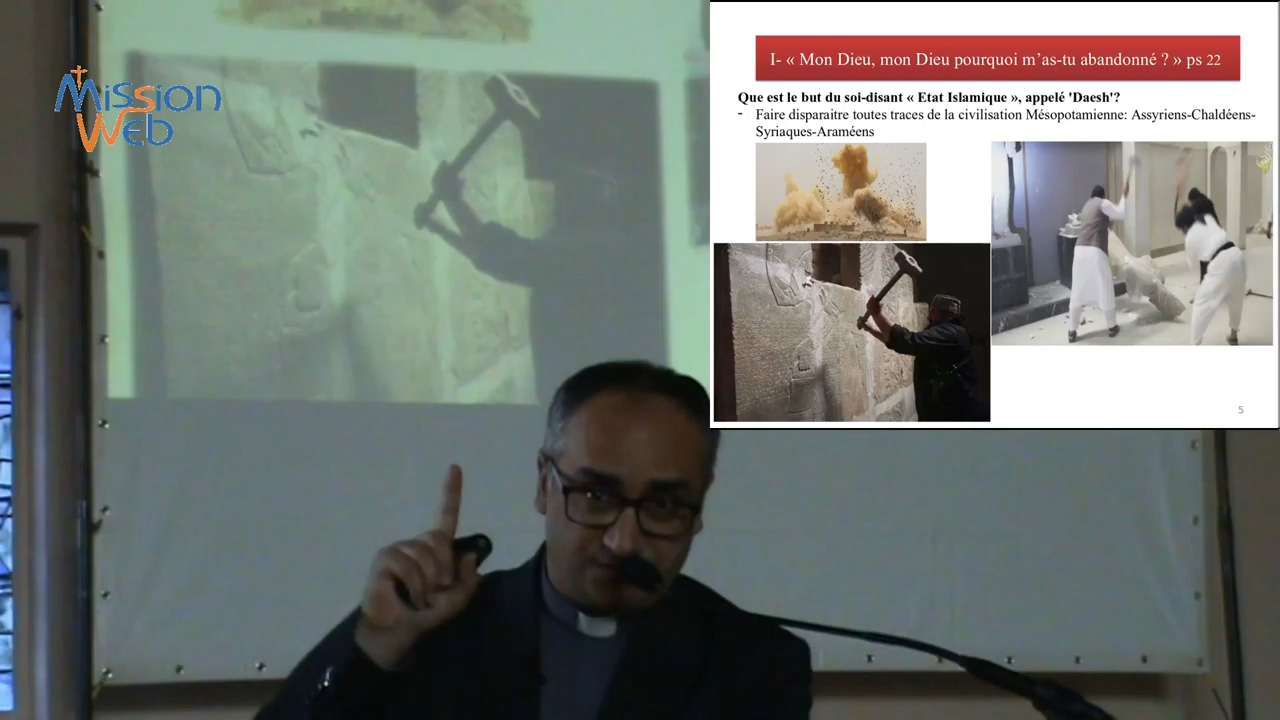 Mission
Web
I- « Mon Dieu, mon Dieu pourquoi m'as-tu abandonné ? » ps 22
Que est le but du soi-disant « Etat Islamique », appelé 'Daesh'?
- Faire disparaitre toutes traces de la civilisation Mésopotamienne: Assyriens-Chaldéens-
Syriaques-Araméens
5